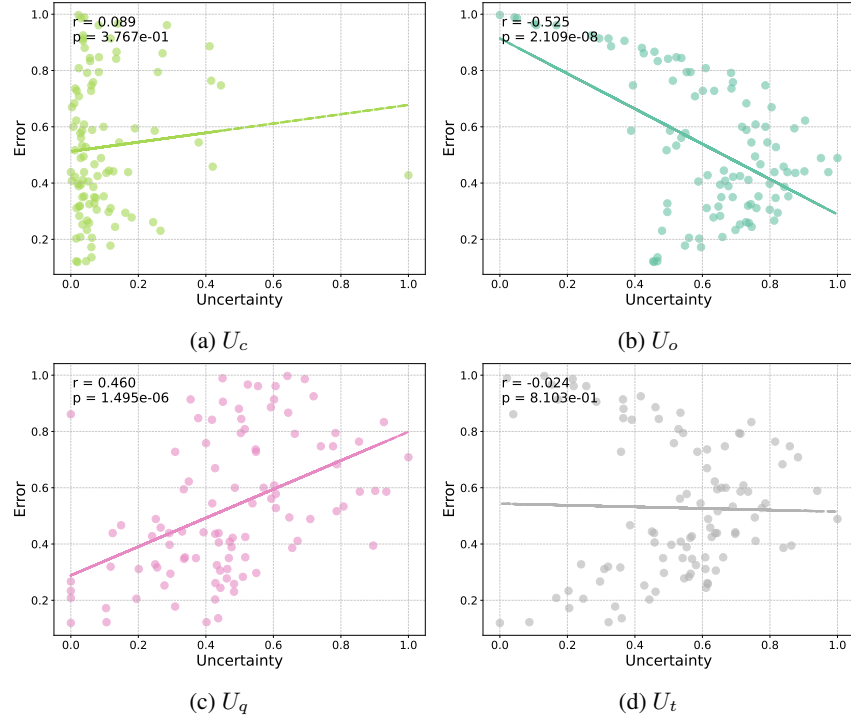 r = 0.089
p = 3.767e-01
1.0
0.8
0.6
0.4
0.2
Error
0.0 0.2 0.4 0.6 0.8 1.0
Uncertainty
(a) U_c
r = -0.525
p = 2.109e-08
1.0
0.8
0.6
0.4
0.2
Error
0.0 0.2 0.4 0.6 0.8 1.0
Uncertainty
(b) U_o
r = 0.460
p = 1.495e-06
1.0
0.8
0.6
0.4
0.2
Error
0.0 0.2 0.4 0.6 0.8 1.0
Uncertainty
(c) U_q
r = -0.024
p = 8.103e-01
1.0
0.8
0.6
0.4
0.2
Error
0.0 0.2 0.4 0.6 0.8 1.0
Uncertainty
(d) U_t